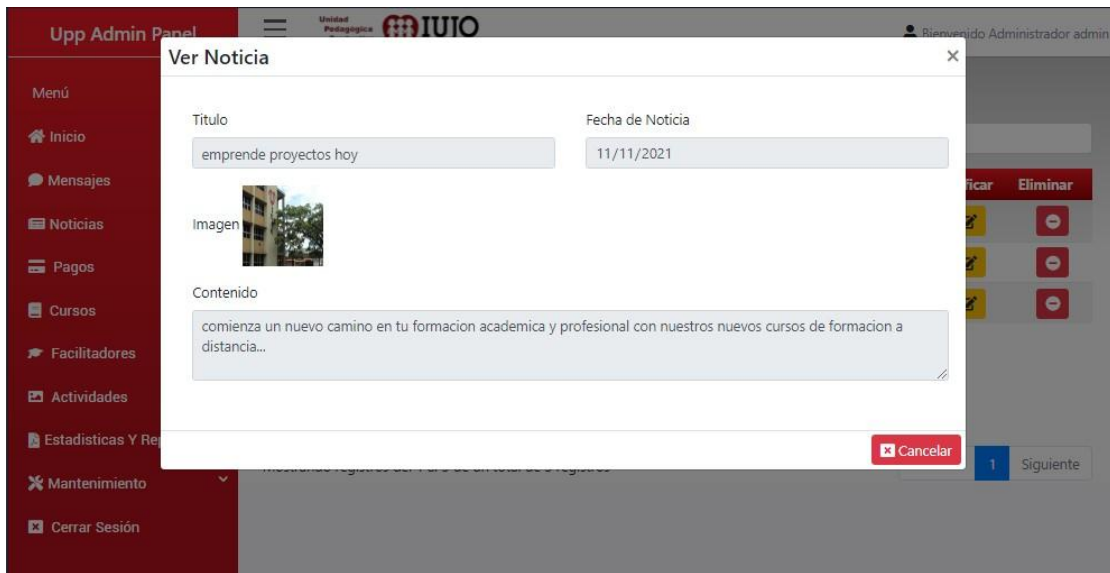 Upp Admin Panel
Unidad
Pedagógica
IUJO
Bienvenido Administrador admin
Ver Noticia
×
Menú
Inicio
Mensajes
Noticias
Pagos
Cursos
Facilitadores
Actividades
Estadisticas Y
Mantenimiento
Cerrar Sesión
Titulo
Fecha de Noticia
emprende proyectos hoy
11/11/2021
Imagen
Contenido
comienza un nuevo camino en tu formacion academica y profesional con nuestros nuevos cursos de formacion a
distancia...
Cancelar
ficar
Eliminar
1
Siguiente